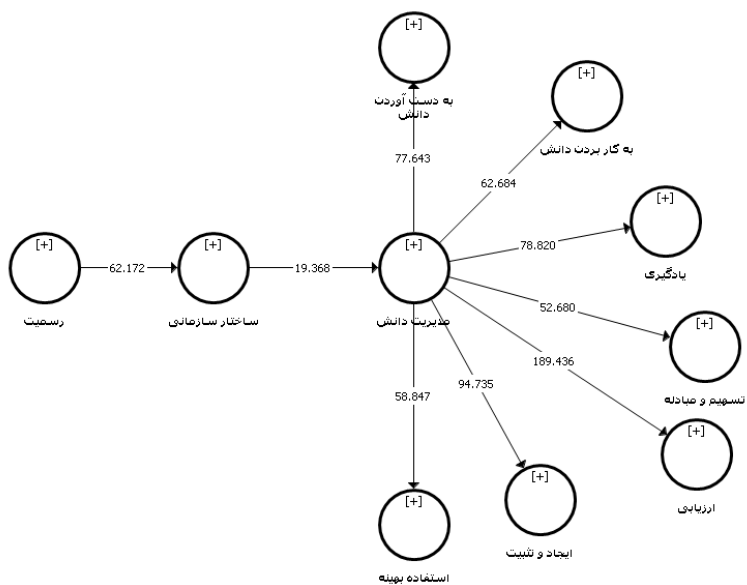 [+]
به دست آوردن
دانش
[+]
به کار بردن دانش
77.643
62.684
[+]
یادگیری
78.820
[+]
رسمیت
62.172
[+]
ساختار سازمانی
19.368
[+]
مدیریت دانش
52.680
[+]
تسهیم و مبادله
189.436
[+]
ارزیابی
94.735
[+]
ایجاد و تثبیت
58.847
[+]
استفاده بهینه